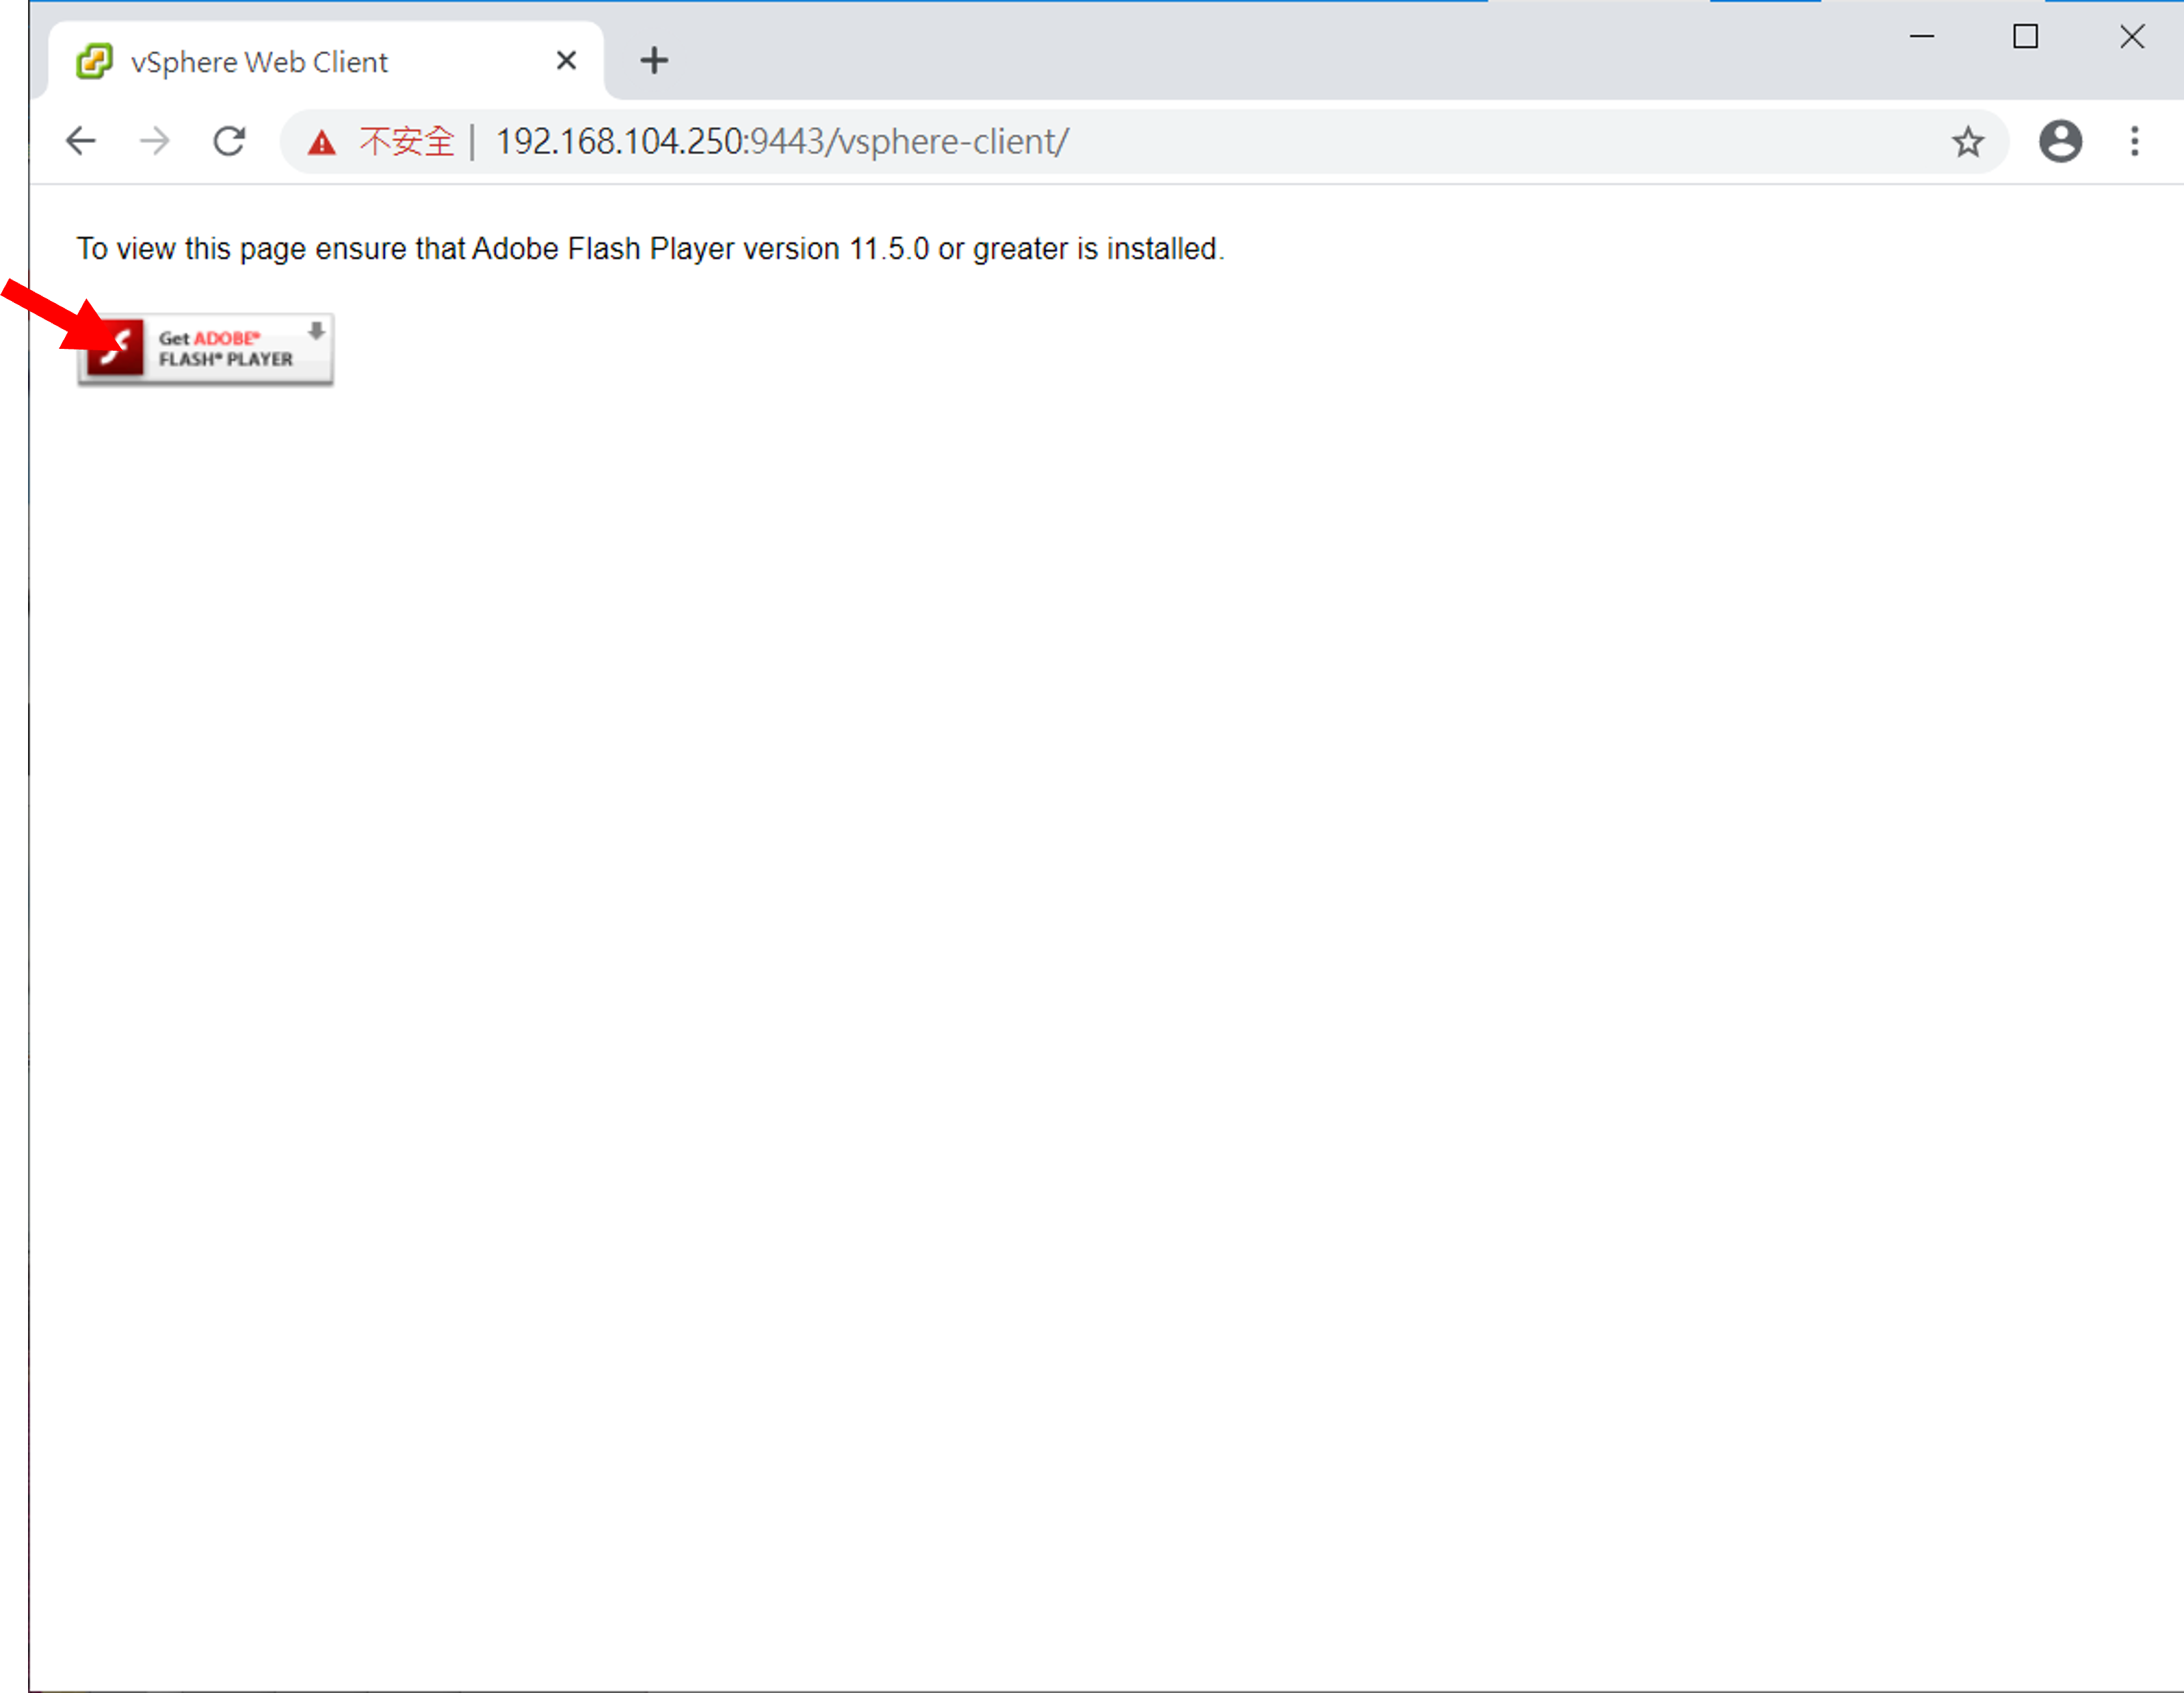 vSphere Web Client
不安全 | 192.168.104.250:9443/vsphere-client/
To view this page ensure that Adobe Flash Player version 11.5.0 or greater is installed.
Get ADOBE®
FLASH® PLAYER